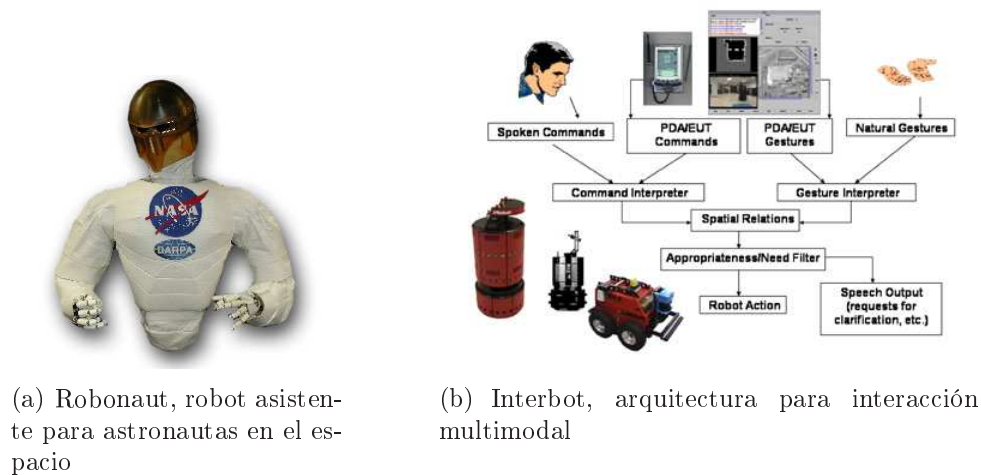 NASA
DARPA
Spoken Commands
PDA/EUT
Commands
PDA/EUT
Gestures
Natural Gestures
Command Interpreter
Gesture Interpreter
Spatial Relations
Appropriateness/Need Filter
Robot Action
Speech Output
(requests for
clarification, etc.)
(a) Robonaut, robot asisten-
te para astronautas en el es-
pacio
(b) Interbot, arquitectura para interacción
multimodal